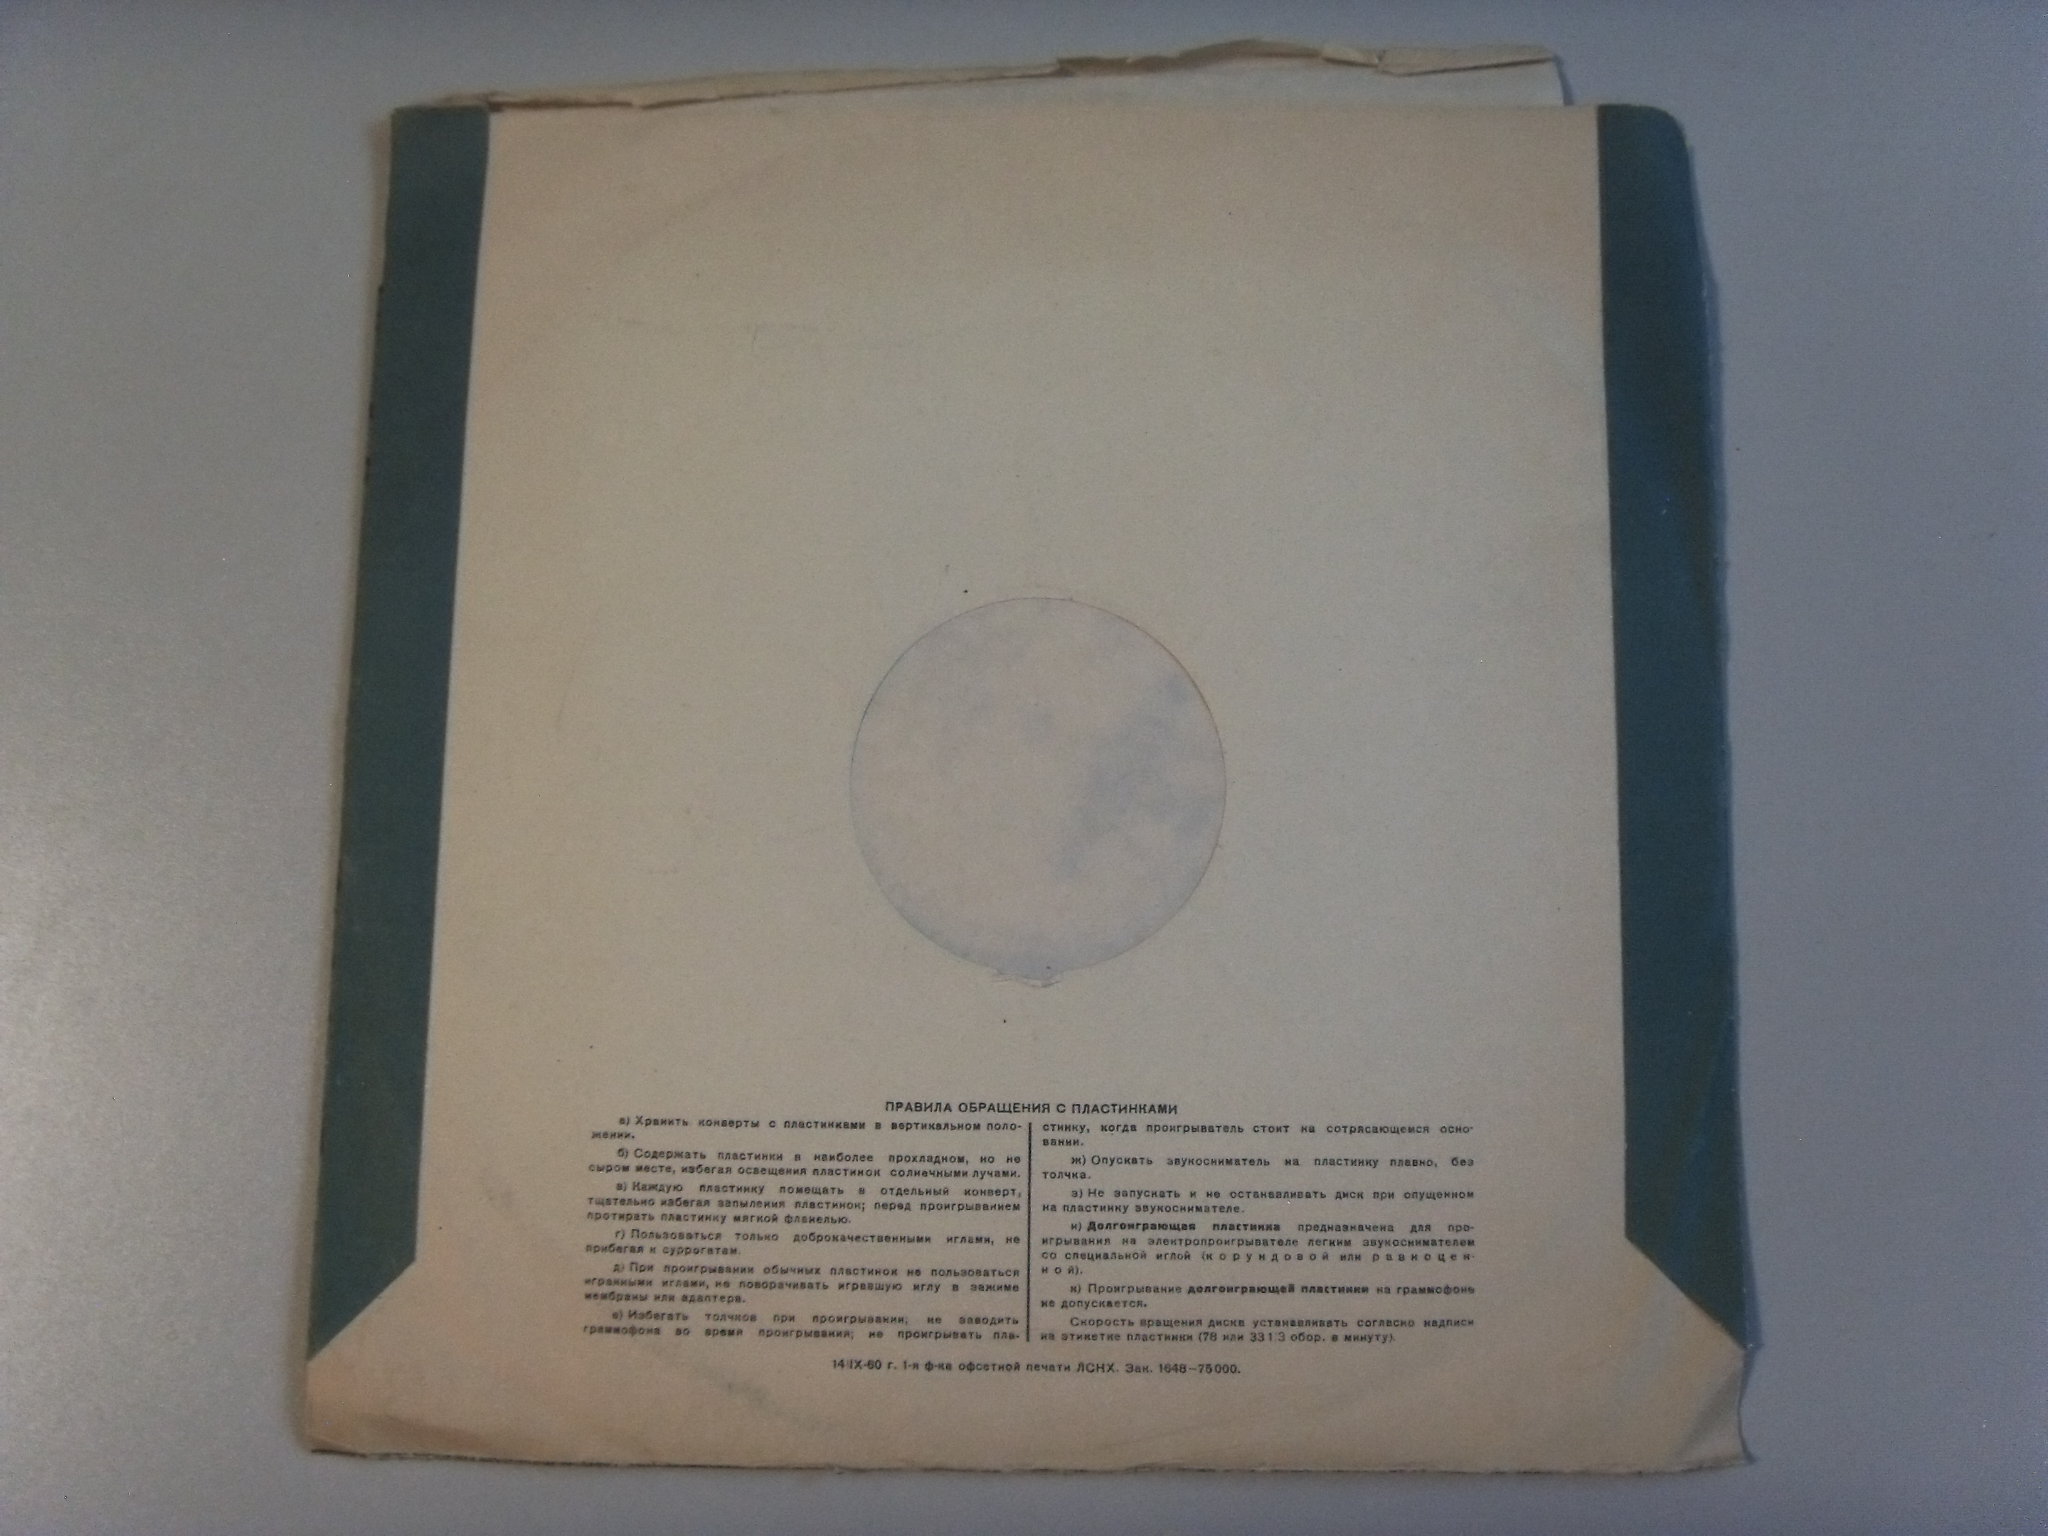 ПРАВИЛА ОБРАЩЕНИЯ С ПЛАСТИНКАМИ
а) Хранить конверты с пластинками в вертикальном поло-
жении.
б) Содержать пластинки в наиболее прохладном, но не
сыром месте, избегая освещения пластинок солнечными лучами.
в) Каждую пластинку помещать в отдельный конверт,
тщательно избегая запыления пластинок; перед проигрыванием
протирать пластинку мягкой фланелью.
г) Пользоваться только доброкачественными иглами, не
прибегая к суррогатам.
д) При проигрывании обычных пластинок не пользоваться
игранными иглами, не поворачивать игравшую иглу в зажиме
мембраны или адаптера.
е) Избегать толчков при проигрывании; не заводить
граммофона во время проигрывания; не проигрывать пла-
стинку, когда проигрыватель стоит на сотрясающемся осно-
вании.
ж) Опускать звукосниматель на пластинку плавно, без
толчка.
з) Не запускать и не останавливать диск при опущенном
на пластинку звукоснимателе.
и) Долгоиграющая пластинка предназначена для про-
игрывания на электропроигрывателе легким звукоснимателем
со специальной иглой (корундовой или равноцен-
ной).
к) Проигрывание долгоиграющей пластинки на граммофоне
не допускается.
Скорость вращения диска устанавливать согласно надписи
на этикетке пластинки (78 или 33 1/3 обор. в минуту).
14/IX-60 г. 1-я ф-ка офсетной печати ЛСНХ. Зак. 1648—75000.